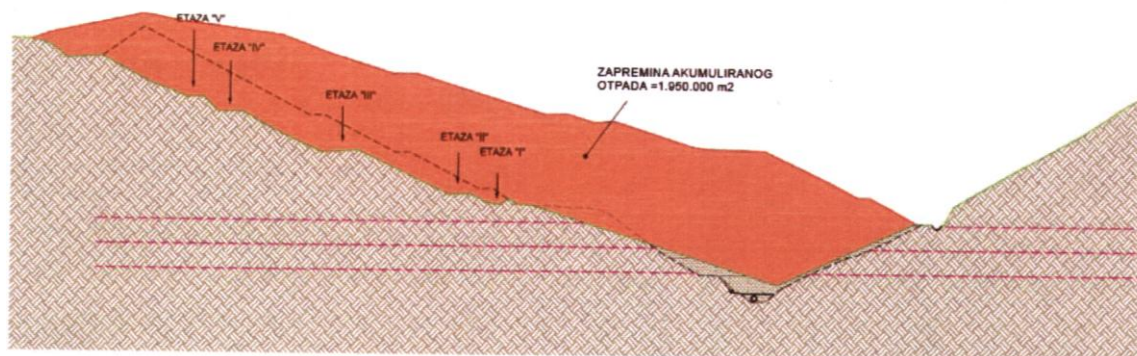 ETAZA "V"
ETAZA "IV"
ETAZA "III"
ETAZA "II"
ETAZA "I"
ZAPREMINA AKUMULIRANOG
OTPADA =1.950.000 m2